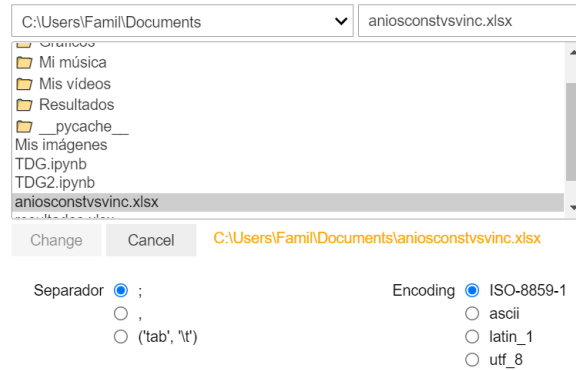 C:\Users\Famil\Documents
aniosconstvsvinc.xlsx
Gráficos
Mi música
Mis vídeos
Resultados
__pycache__
Mis imágenes
TDG.ipynb
TDG2.ipynb
aniosconstvsvinc.xlsx
Change Cancel C:\Users\Famil\Documents\aniosconstvsvinc.xlsx
Separador ; Encoding ISO-8859-1
, ascii
('tab', '\t') latin_1
utf_8